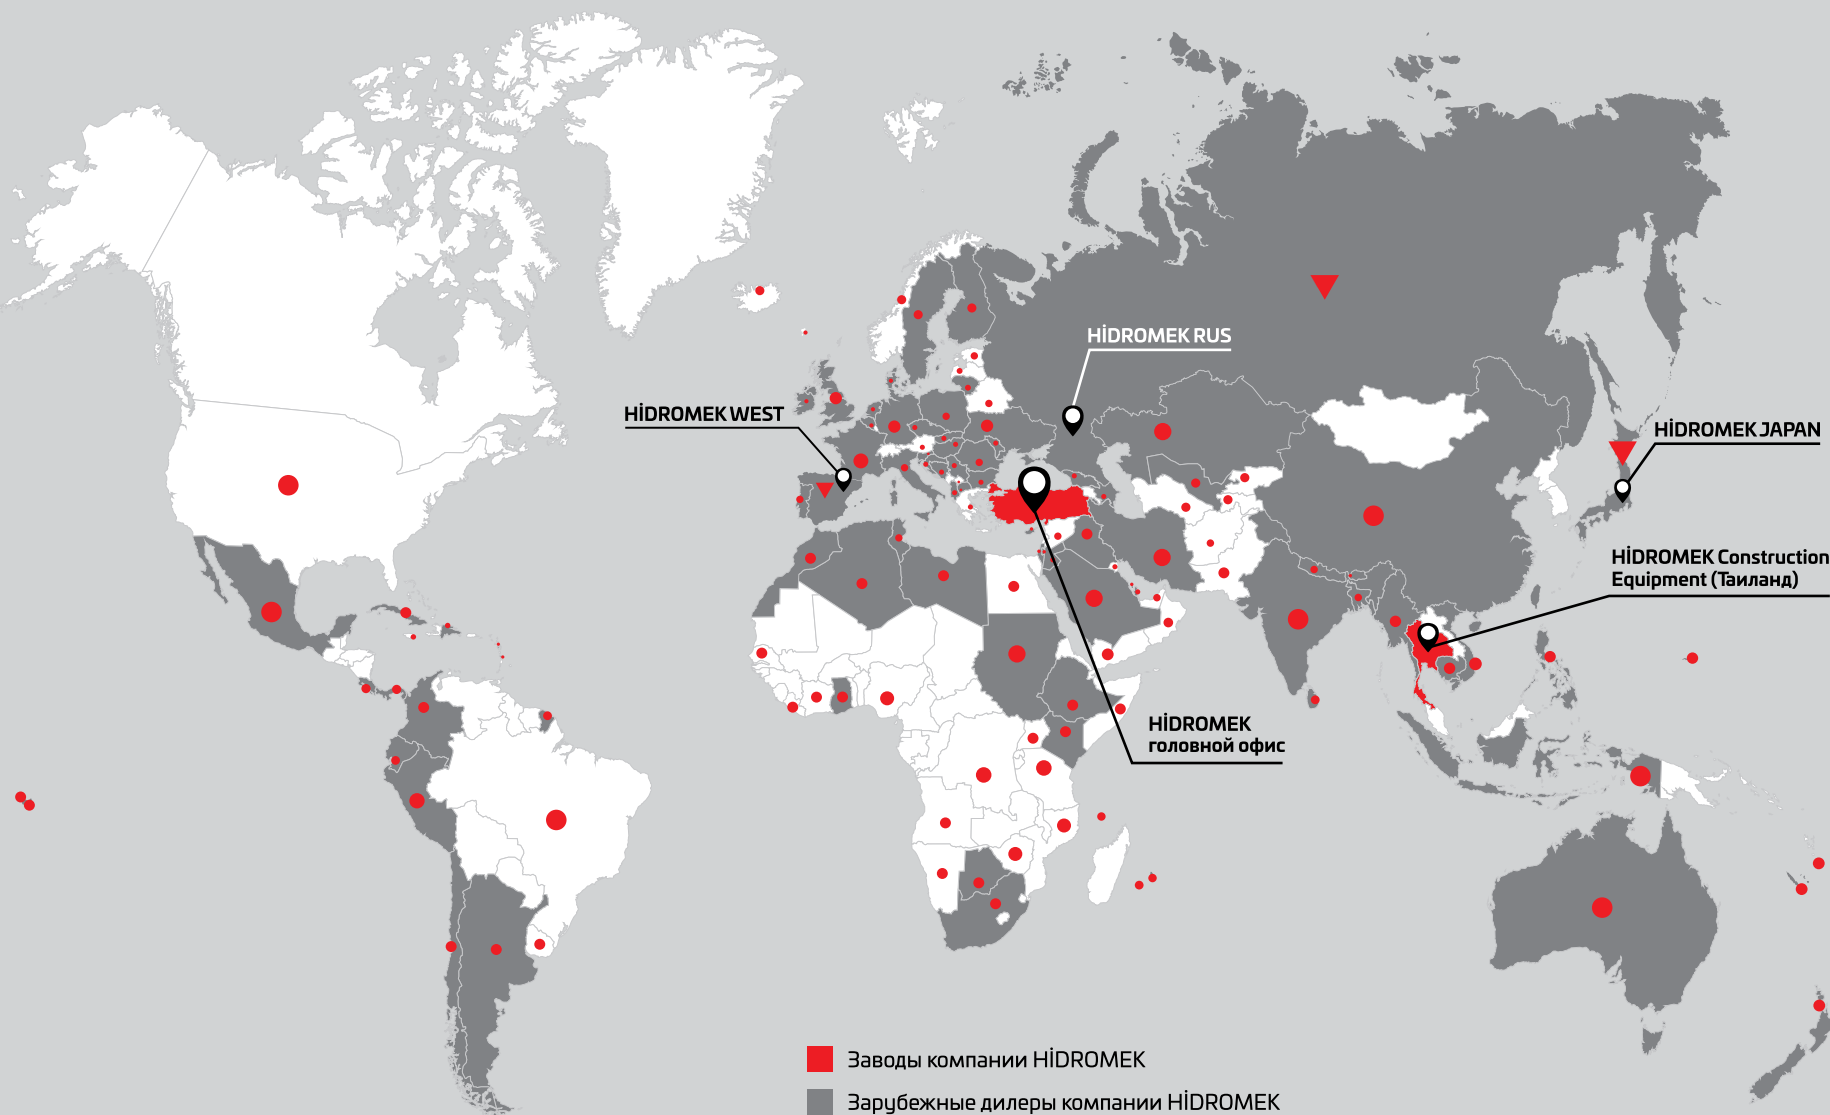 HİDROMEK RUS
HİDROMEK WEST
HİDROMEK JAPAN
HİDROMEK Construction
Equipment (Таиланд)
HİDROMEK
головной офис
Заводы компании HİDROMEK
Зарубежные дилеры компании HİDROMEK